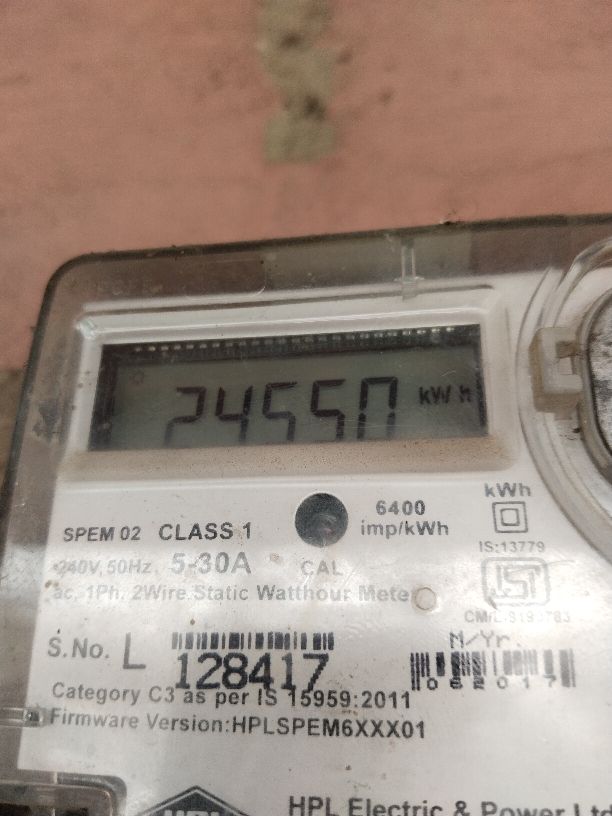 24550 kWh
6400
imp/kWh
kWh
SPEM 02 CLASS 1
IS:13779
240V, 50Hz, 5-30A CAL
ac, 1Ph. 2Wire Static Watthour Meter
S.No. L 128417
M/Yr.
062017
Category C3 as per IS 15959:2011
Firmware Version:HPLSPEM6XXX01
HPL
HPL Electric & Power Ltd